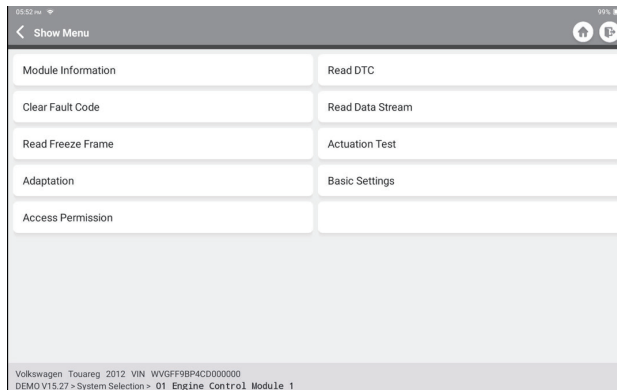 05:52 PM
99%
Show Menu
Module Information
Read DTC
Clear Fault Code
Read Data Stream
Read Freeze Frame
Actuation Test
Adaptation
Basic Settings
Access Permission
Volkswagen Touareg 2012 VIN WVGFF9BP4CD000000
DEMO V15.27 > System Selection > 01 Engine Control Module 1